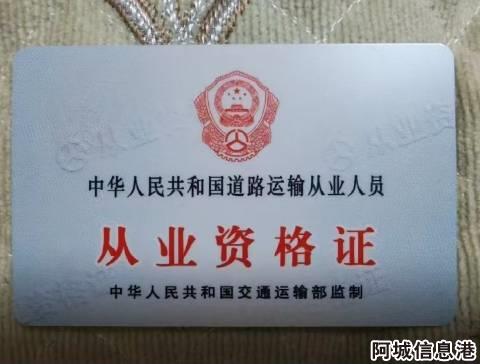 中华人民共和国道路运输从业人员
从业资格证
中华人民共和国交通运输部监制
阿城信息港